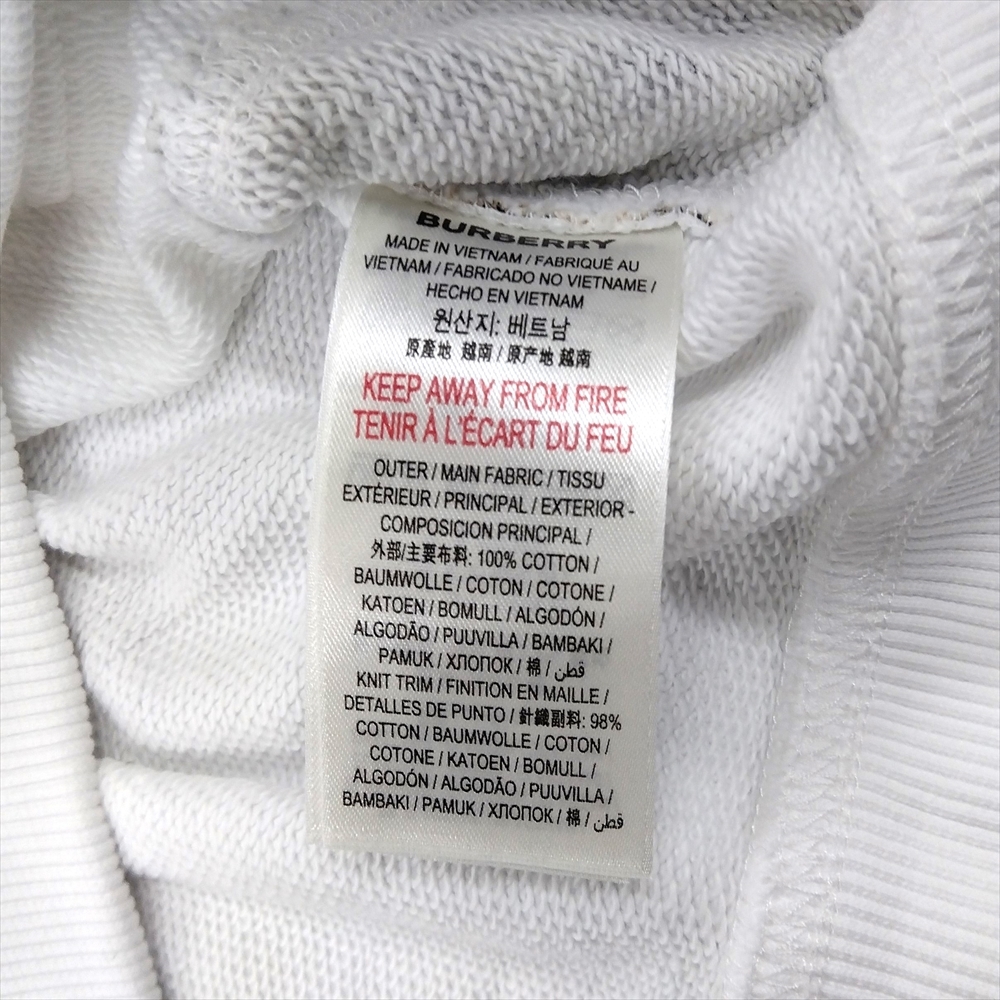 BURBERRY
MADE IN VIETNAM / FABRIQUÉ AU
VIETNAM / FABRICADO NO VIETNAME /
HECHO EN VIETNAM
원산지: 베트남
原產地 越南 / 原产地 越南
KEEP AWAY FROM FIRE
TENIR À L'ÉCART DU FEU
OUTER / MAIN FABRIC / TISSU
EXTÉRIEUR / PRINCIPAL / EXTERIOR -
COMPOSICION PRINCIPAL /
外部/主要布料: 100% COTTON /
BAUMWOLLE / COTON / COTONE /
KATOEN / BOMULL / ALGODÓN /
ALGODÃO / PUUVILLA / BAMBAKI /
PAMUK / ХЛОПОК / 棉 / قطن
KNIT TRIM / FINITION EN MAILLE /
DETALLES DE PUNTO / 針織副料: 98%
COTTON / BAUMWOLLE / COTON /
COTONE / KATOEN / BOMULL /
ALGODÓN / ALGODÃO / PUUVILLA /
BAMBAKI / PAMUK / ХЛОПОК / 棉 / قطن